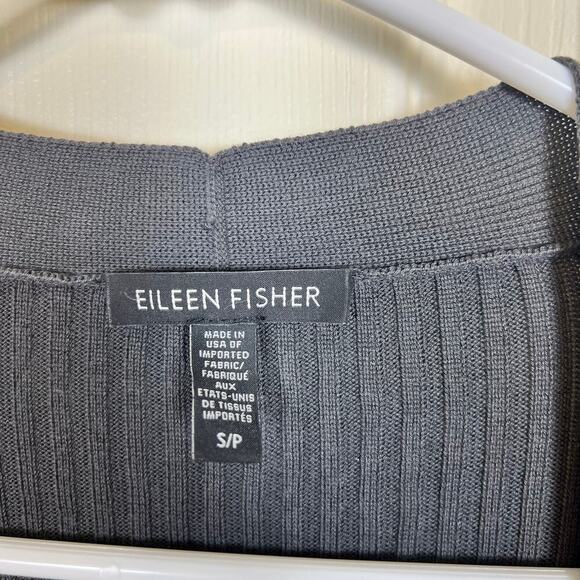 EILEEN FISHER
MADE IN
USA OF
IMPORTED
FABRIC/
FABRIQUÉ
AUX
ETATS-UNIS
DE TISSUS
IMPORTÉS
S/P